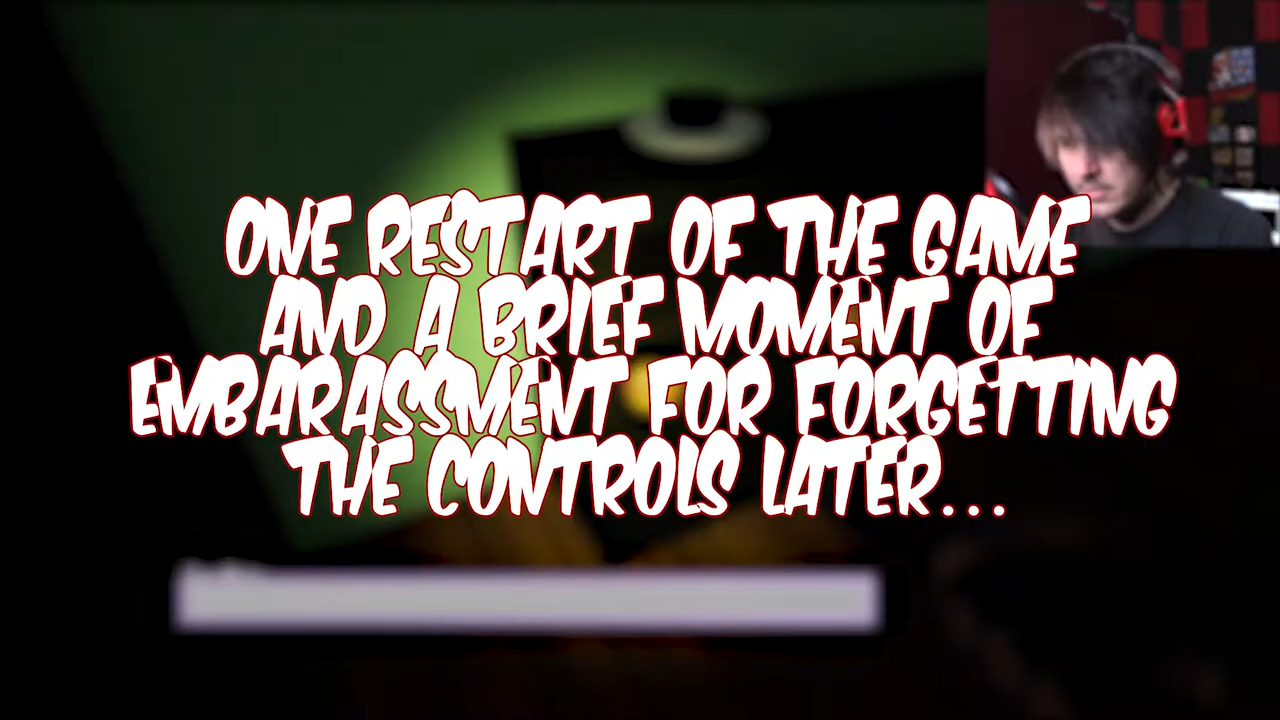 ONE RESTART OF THE GAME
AND A BRIEF MOMENT OF
EMBARASSMENT FOR FORGETTING
THE CONTROLS LATER...